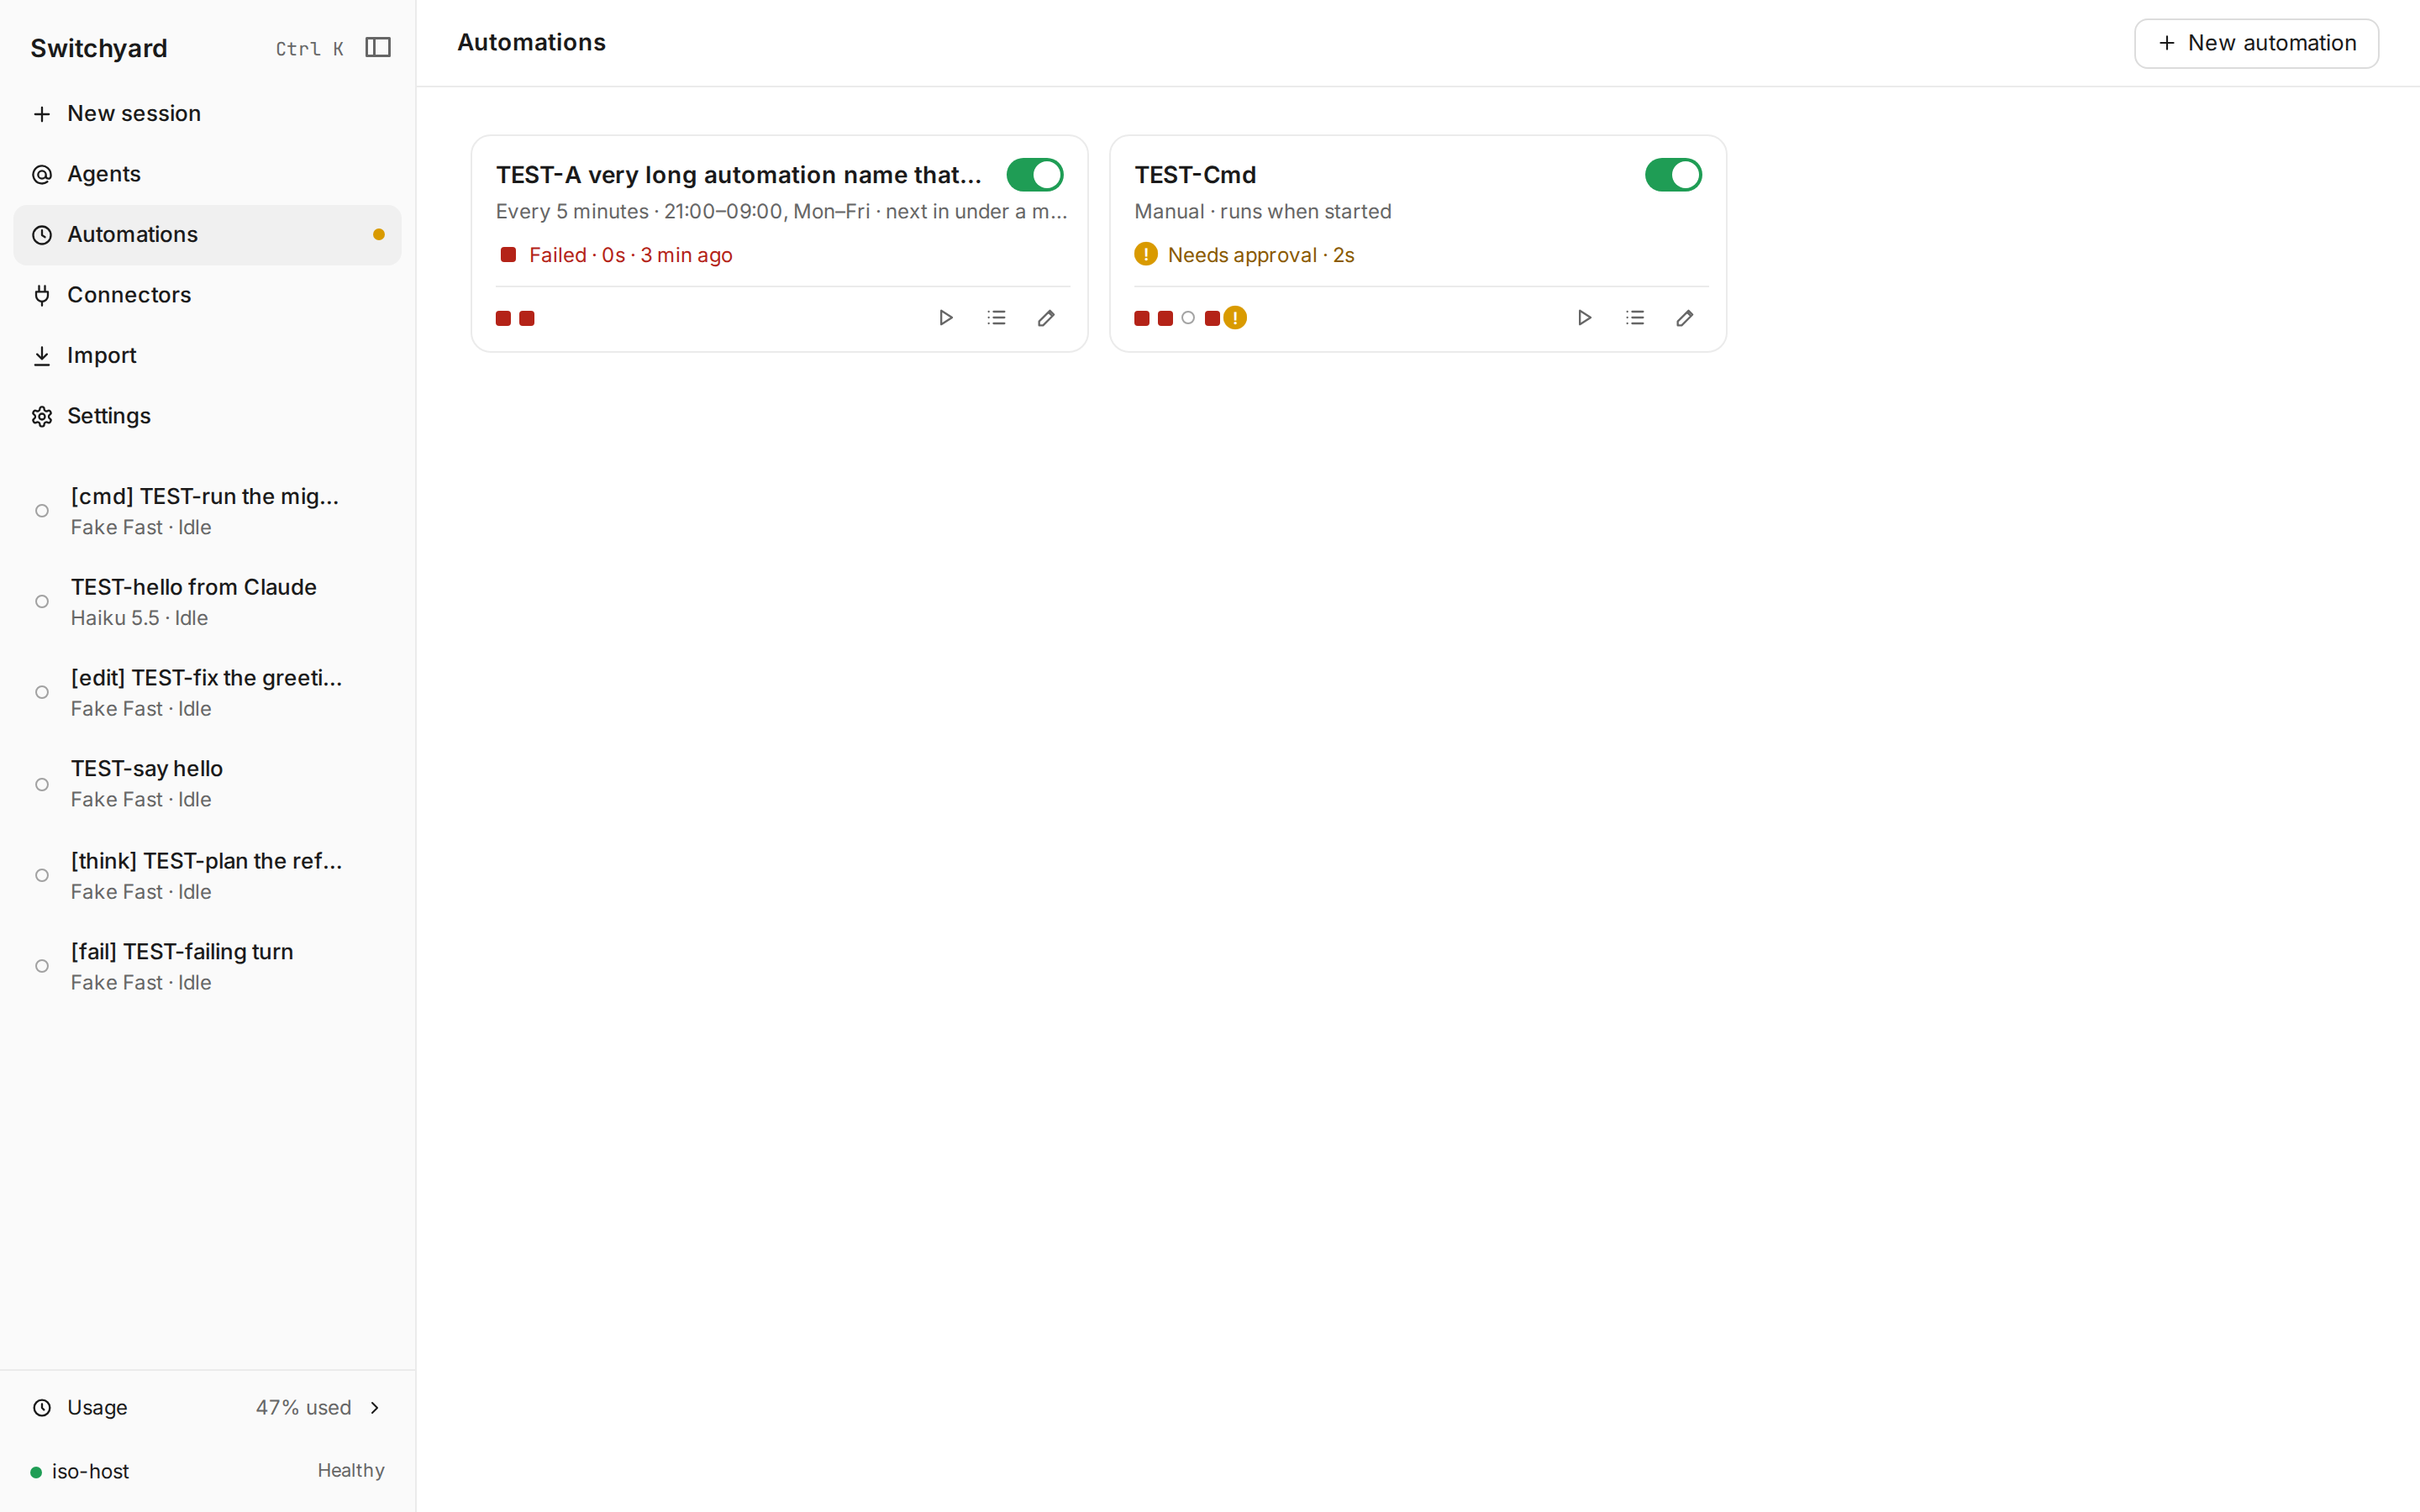 Switchyard Ctrl K
New session
Agents
Automations
Connectors
Import
Settings
[cmd] TEST-run the mig...
Fake Fast · Idle
TEST-hello from Claude
Haiku 5.5 · Idle
[edit] TEST-fix the greeti...
Fake Fast · Idle
TEST-say hello
Fake Fast · Idle
[think] TEST-plan the ref...
Fake Fast · Idle
[fail] TEST-failing turn
Fake Fast · Idle
Usage 47% used
iso-host Healthy
Automations
New automation
TEST-A very long automation name that...
Every 5 minutes · 21:00–09:00, Mon–Fri · next in under a m...
Failed · 0s · 3 min ago
TEST-Cmd
Manual · runs when started
! Needs approval · 2s
!